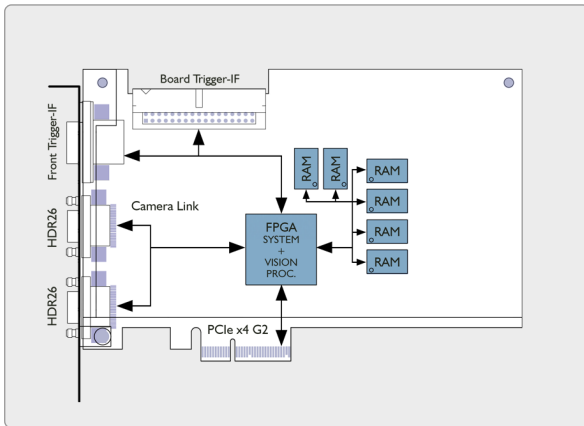 Board Trigger-IF
Front Trigger-IF
RAM
RAM
RAM
RAM
RAM
RAM
Camera Link
HDR26
FPGA
SYSTEM
+
VISION
PROC.
HDR26
PCIe x4 G2